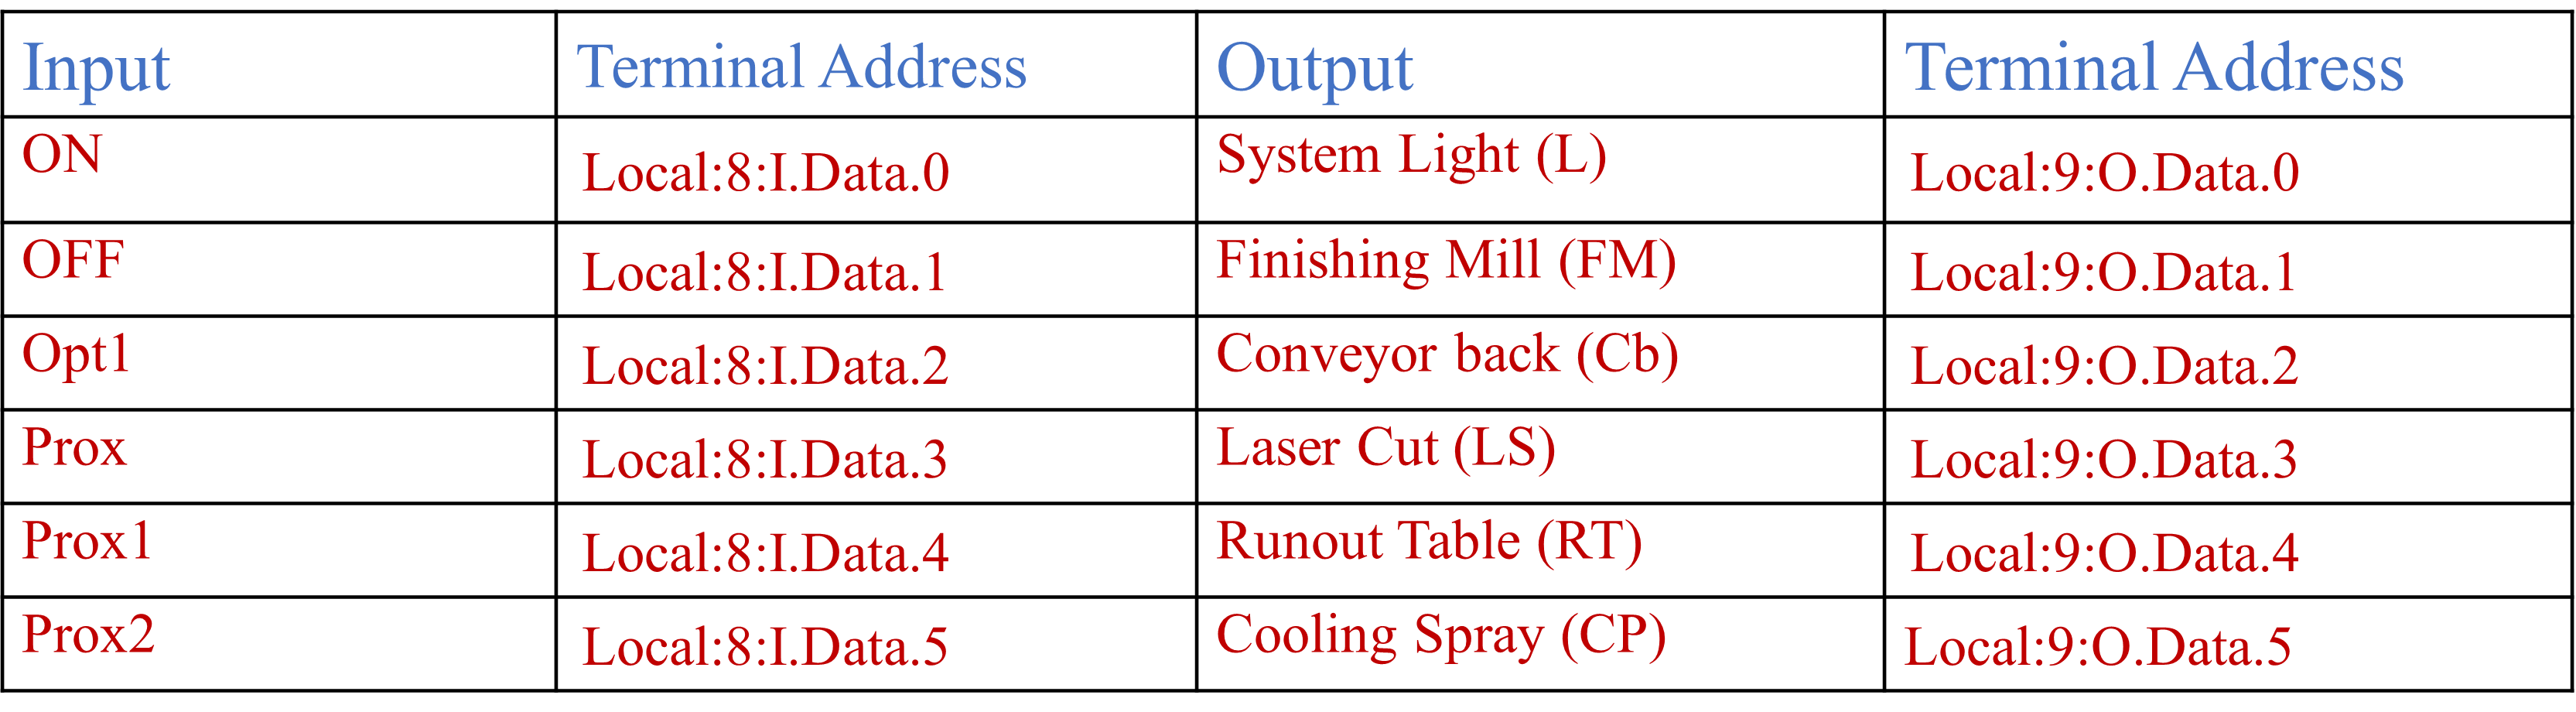 Input Terminal Address Output Terminal Address
ON Local:8:I.Data.0 System Light (L) Local:9:O.Data.0
OFF Local:8:I.Data.1 Finishing Mill (FM) Local:9:O.Data.1
Opt1 Local:8:I.Data.2 Conveyor back (Cb) Local:9:O.Data.2
Prox Local:8:I.Data.3 Laser Cut (LS) Local:9:O.Data.3
Prox1 Local:8:I.Data.4 Runout Table (RT) Local:9:O.Data.4
Prox2 Local:8:I.Data.5 Cooling Spray (CP) Local:9:O.Data.5